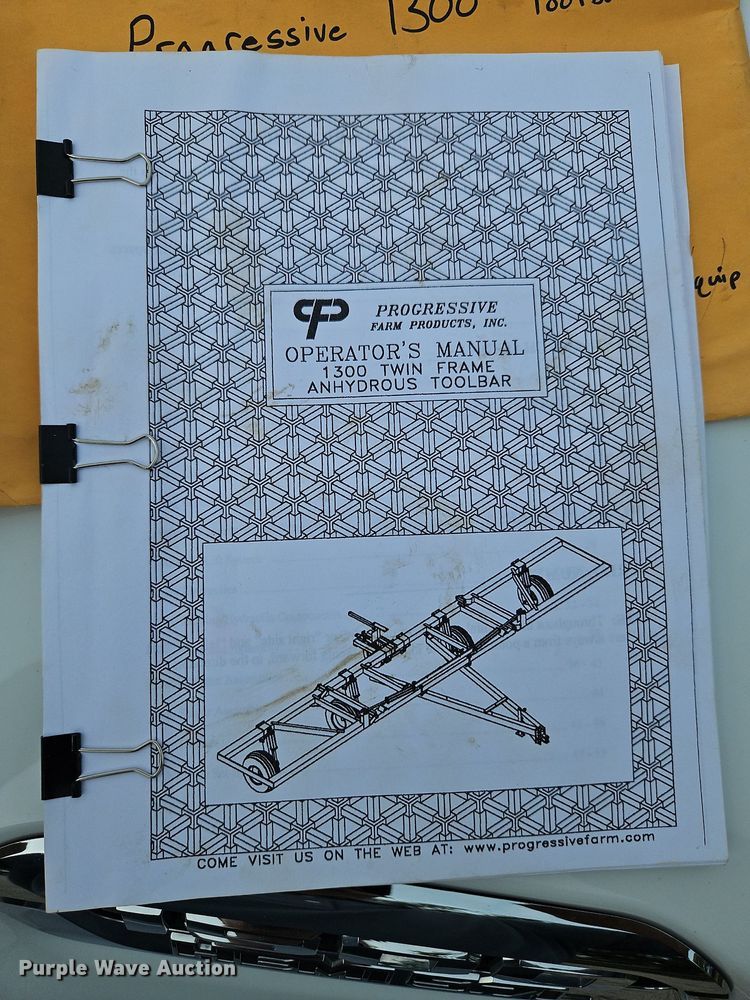 Progressive 1300
quip
PROGRESSIVE
FARM PRODUCTS, INC.
OPERATOR'S MANUAL
1300 TWIN FRAME
ANHYDROUS TOOLBAR
COME VISIT US ON THE WEB AT: www.progressivefarm.com
Purple Wave Auction